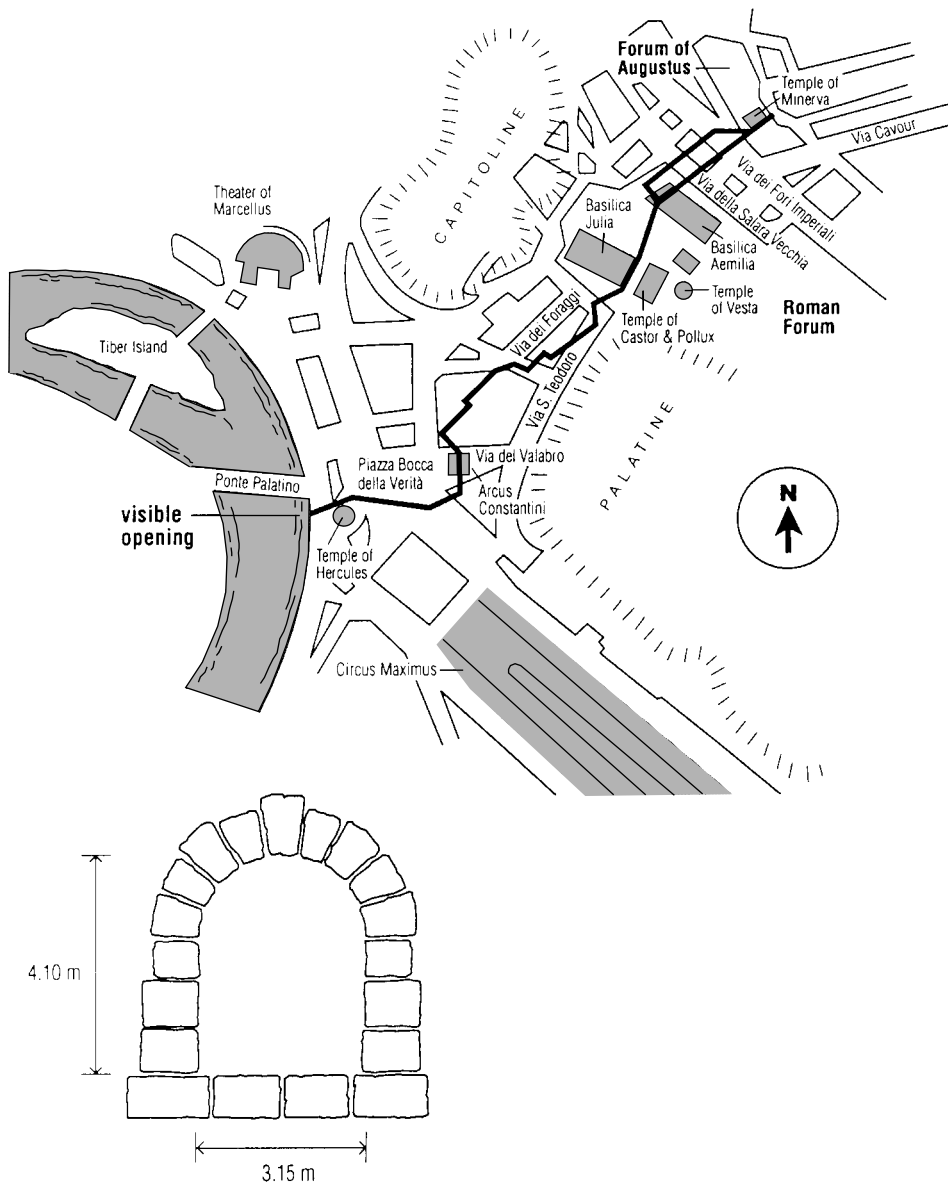 Forum of
Augustus
Temple of
Minerva
Via Cavour
CAPITOLINE
Via dei Fori Imperiali
Via della Salara Vecchia
Theater of
Marcellus
Basilica
Julia
Basilica
Aemilia
Temple
of Vesta
Roman
Forum
Tiber Island
Via dei Foraggi
Temple of
Castor & Pollux
Via S. Teodoro
PALATINE
Piazza Bocca
della Verità
Via del Valabro
Ponte Palatino
Arcus
Constantini
N
visible
opening
Temple of
Hercules
Circus Maximus
4.10 m
3.15 m